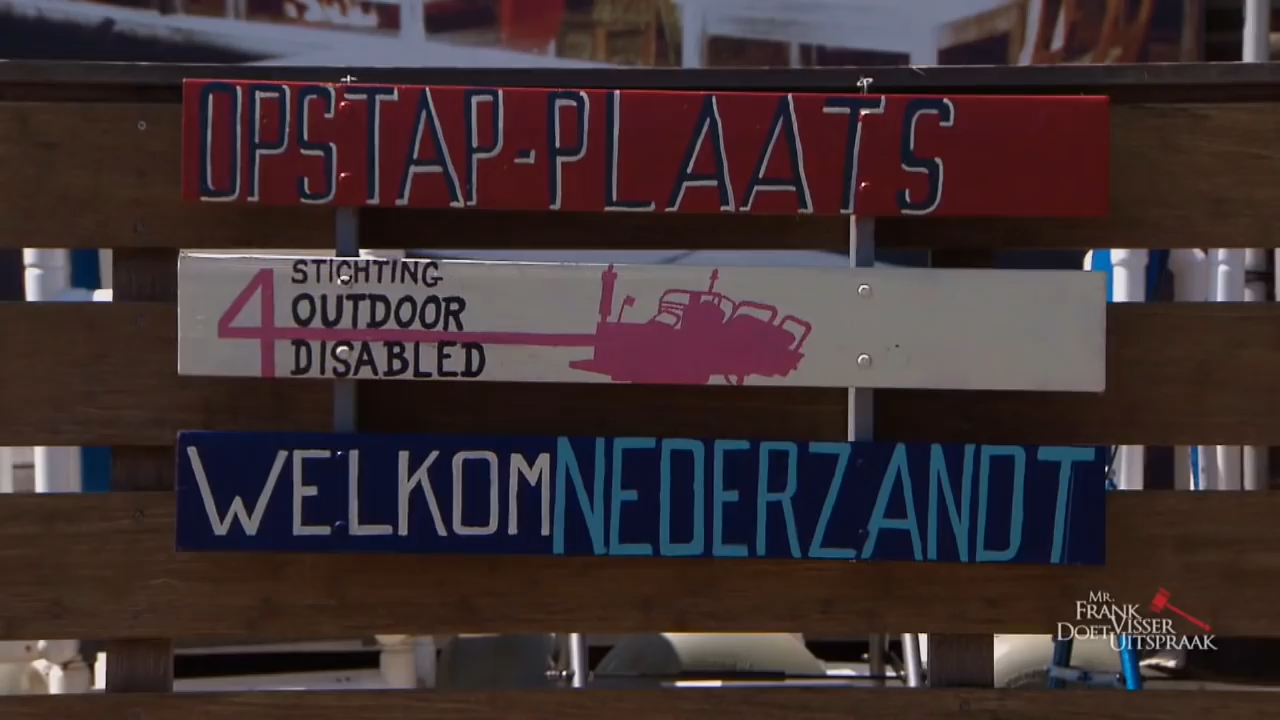 OPSTAP-PLAATS
4 STICHTING
OUTDOOR
DISABLED
WELKOM NEDERZANDT
MR.
FRANK
VISSER
DOET UITSPRAAK